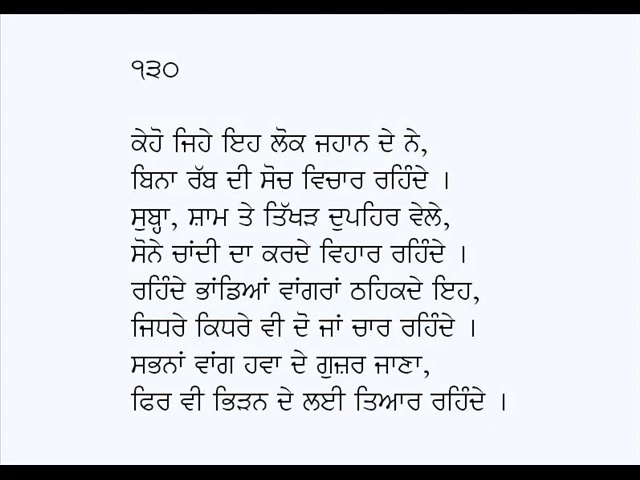 ੧੩੦
ਕੇਹੋ ਜਿਹੇ ਇਹ ਲੋਕ ਜਹਾਨ ਦੇ ਨੇ,
ਬਿਨਾ ਰੱਬ ਦੀ ਸੋਚ ਵਿਚਾਰ ਰਹਿੰਦੇ ।
ਸੁਬ੍ਹਾ, ਸ਼ਾਮ ਤੇ ਤਿੱਖੜ ਦੁਪਹਿਰ ਵੇਲੇ,
ਸੋਨੇ ਚਾਂਦੀ ਦਾ ਕਰਦੇ ਵਿਹਾਰ ਰਹਿੰਦੇ ।
ਰਹਿੰਦੇ ਭਾਂਡਿਆਂ ਵਾਂਗਰਾਂ ਠਹਿਕਦੇ ਇਹ,
ਜਿਧਰੇ ਕਿਧਰੇ ਵੀ ਦੋ ਜਾਂ ਚਾਰ ਰਹਿੰਦੇ ।
ਸਭਨਾਂ ਵਾਂਗ ਹਵਾ ਦੇ ਗੁਜ਼ਰ ਜਾਣਾ,
ਫਿਰ ਵੀ ਭਿੜਨ ਦੇ ਲਈ ਤਿਆਰ ਰਹਿੰਦੇ ।